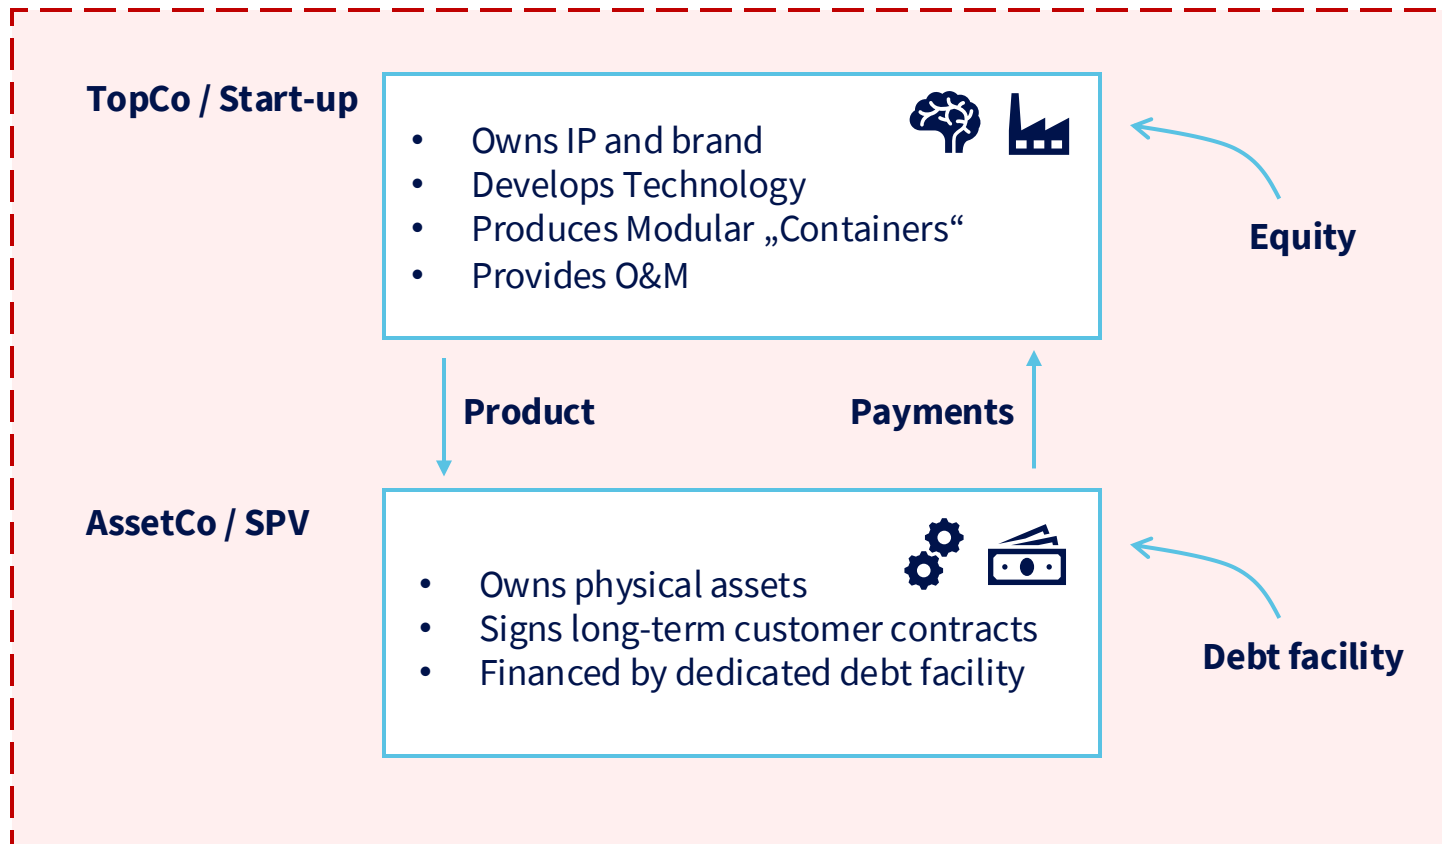 TopCo / Start-up
• Owns IP and brand
• Develops Technology
• Produces Modular „Containers“
• Provides O&M
Equity
Product
Payments
AssetCo / SPV
• Owns physical assets
• Signs long-term customer contracts
• Financed by dedicated debt facility
Debt facility